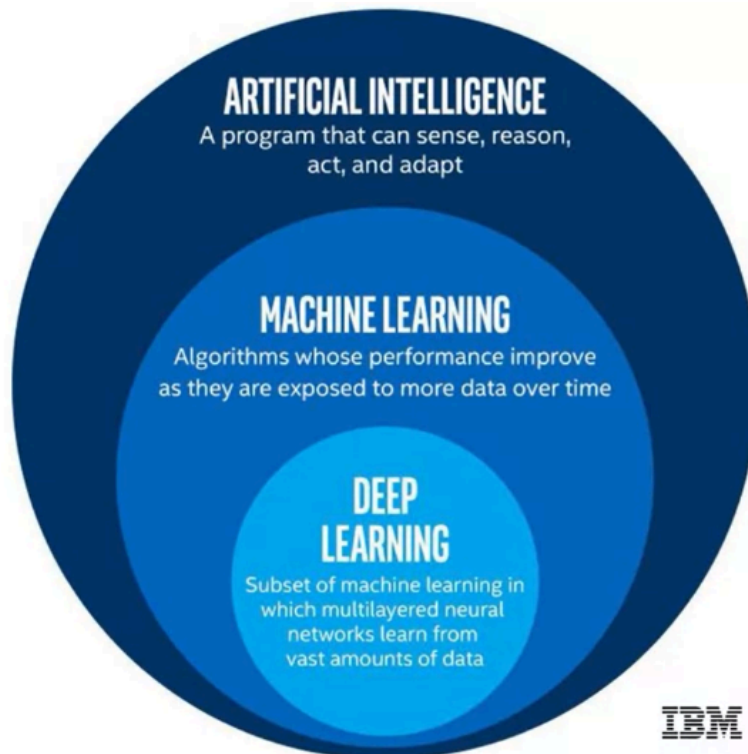 ARTIFICIAL INTELLIGENCE
A program that can sense, reason,
act, and adapt
MACHINE LEARNING
Algorithms whose performance improve
as they are exposed to more data over time
DEEP
LEARNING
Subset of machine learning in
which multilayered neural
networks learn from
vast amounts of data
IBM